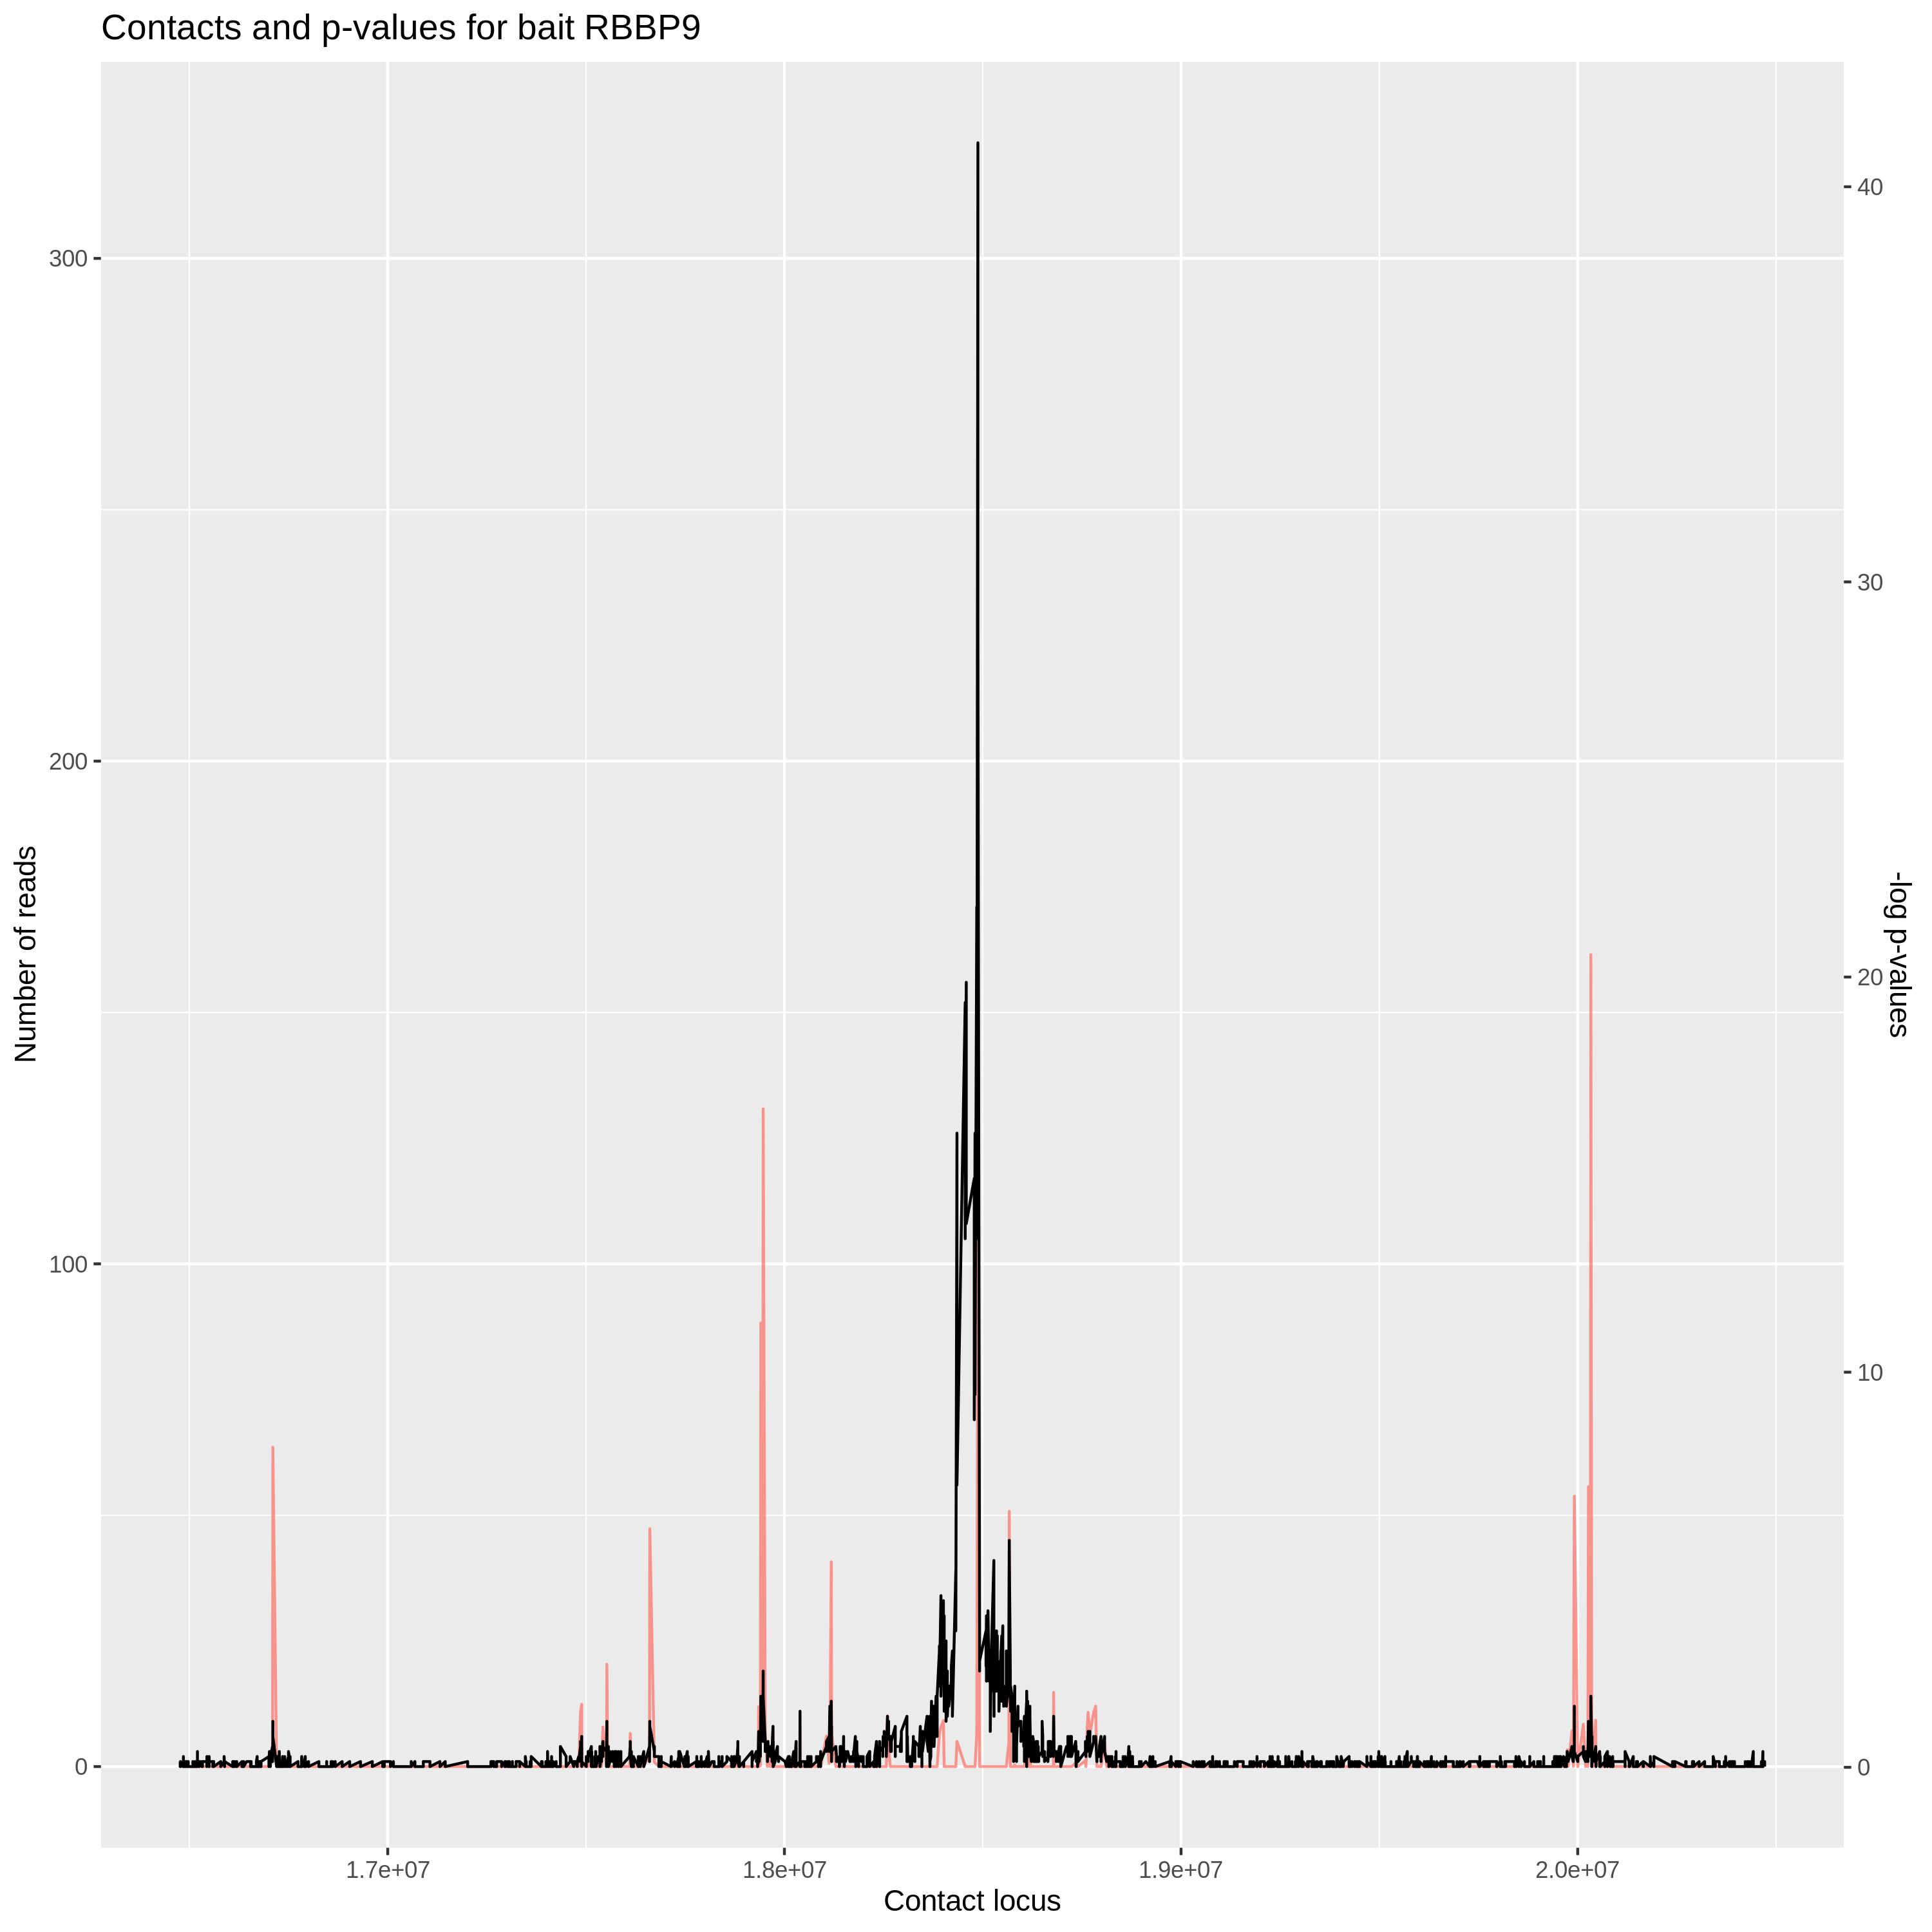 Contacts and p-values for bait RBBP9
Number of reads
300
200
100
0
40
30
20
10
0
-log p-values
1.7e+07
1.8e+07
1.9e+07
2.0e+07
Contact locus